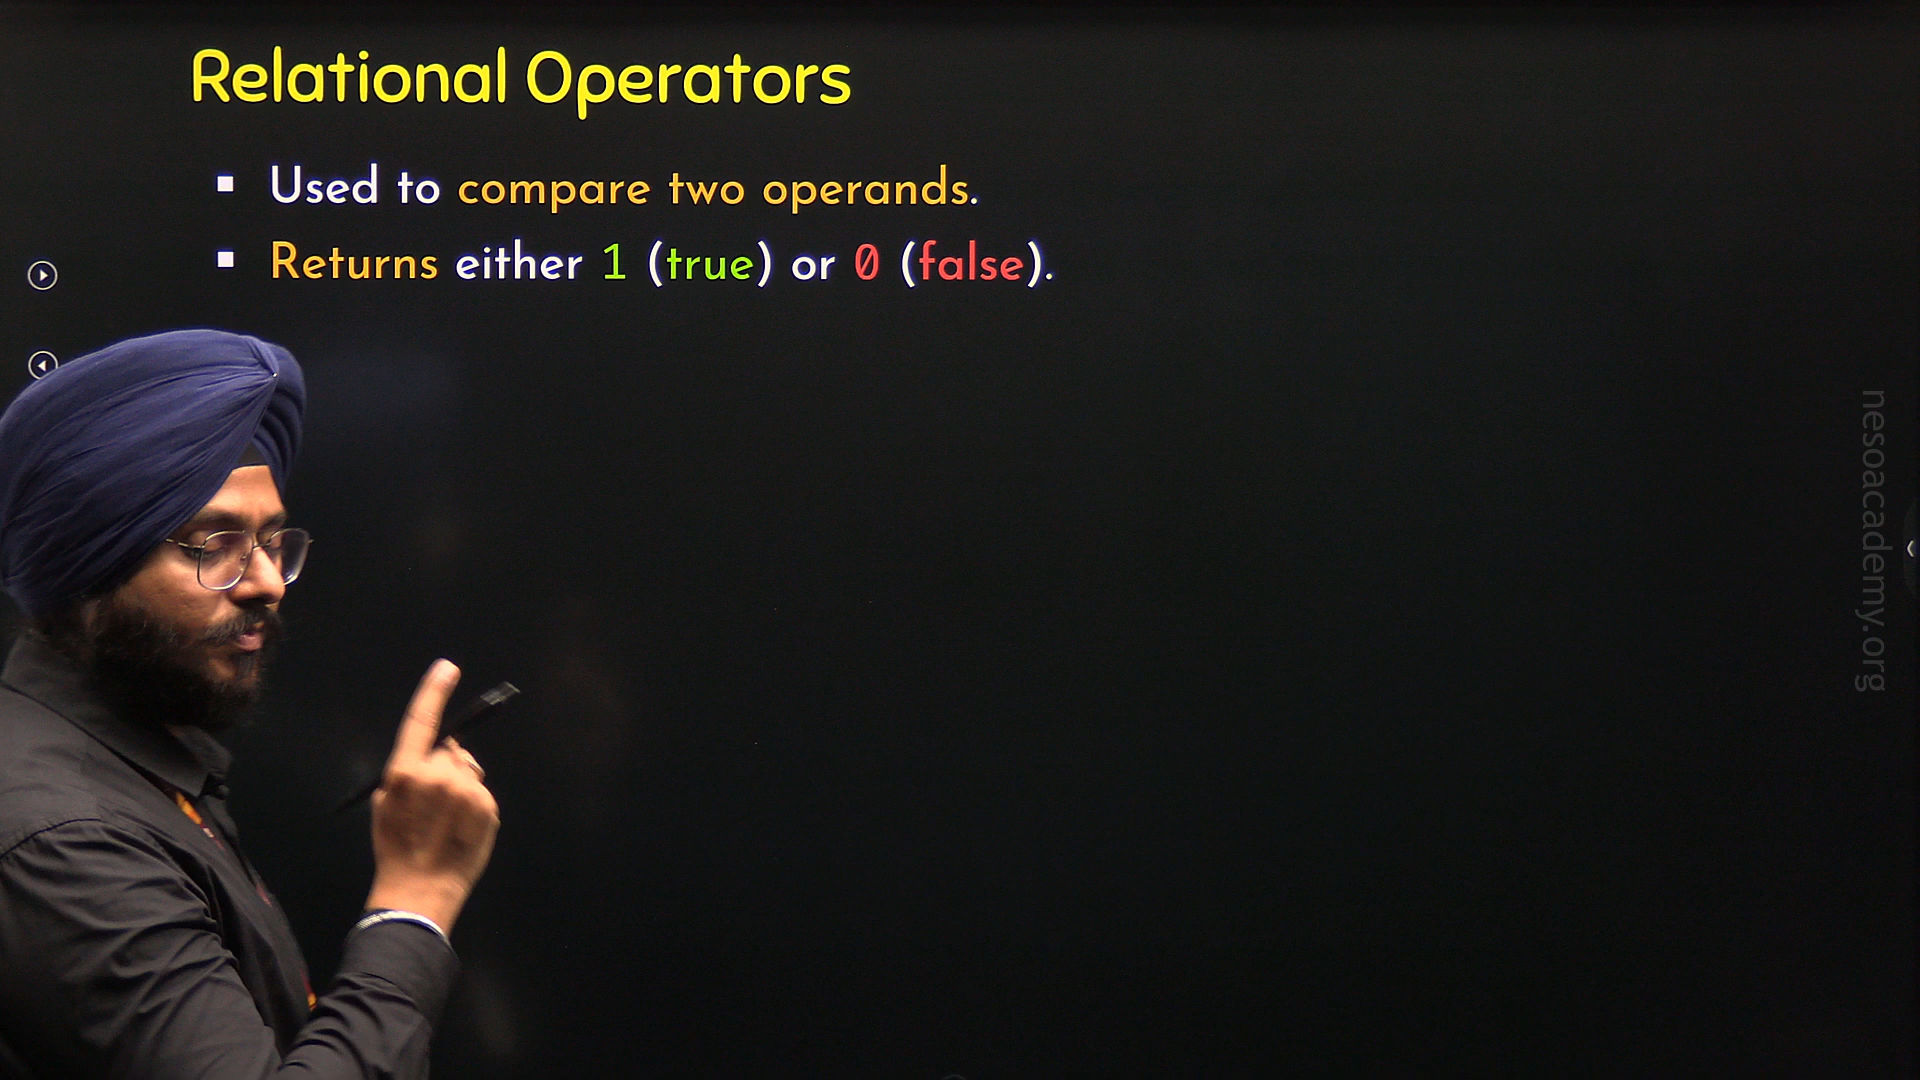 Relational Operators
▪ Used to compare two operands.
▪ Returns either 1 (true) or 0 (false).
nesoacademy.org